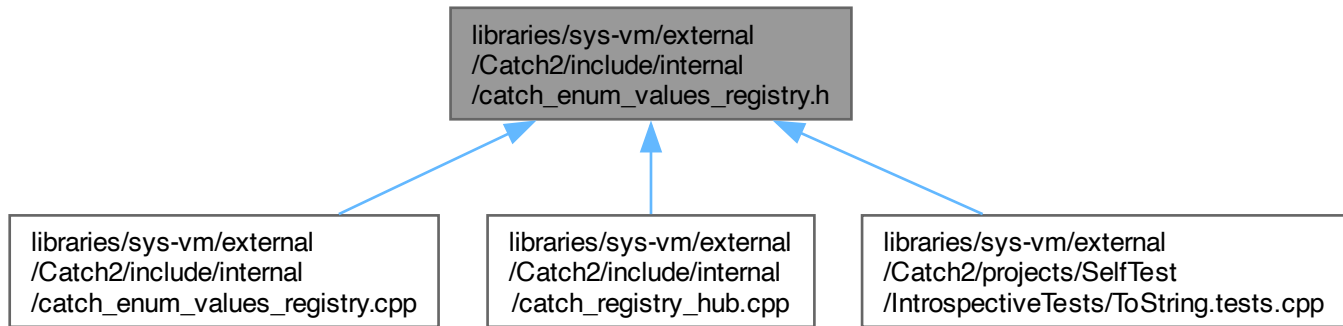 libraries/sys-vm/external
/Catch2/include/internal
/catch_enum_values_registry.h
libraries/sys-vm/external
/Catch2/include/internal
/catch_enum_values_registry.cpp
libraries/sys-vm/external
/Catch2/include/internal
/catch_registry_hub.cpp
libraries/sys-vm/external
/Catch2/projects/SelfTest
/IntrospectiveTests/ToString.tests.cpp